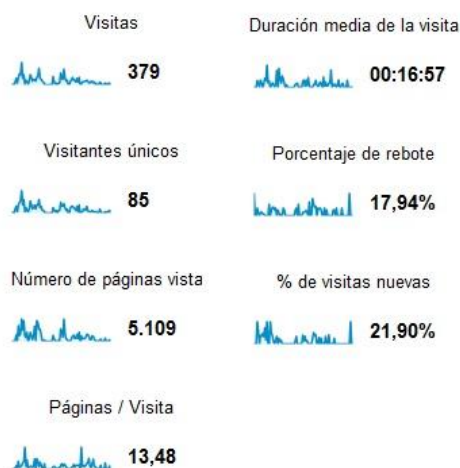 Visitas
379
Duración media de la visita
00:16:57
Visitantes únicos
85
Porcentaje de rebote
17,94%
Número de páginas vista
5.109
% de visitas nuevas
21,90%
Páginas / Visita
13,48